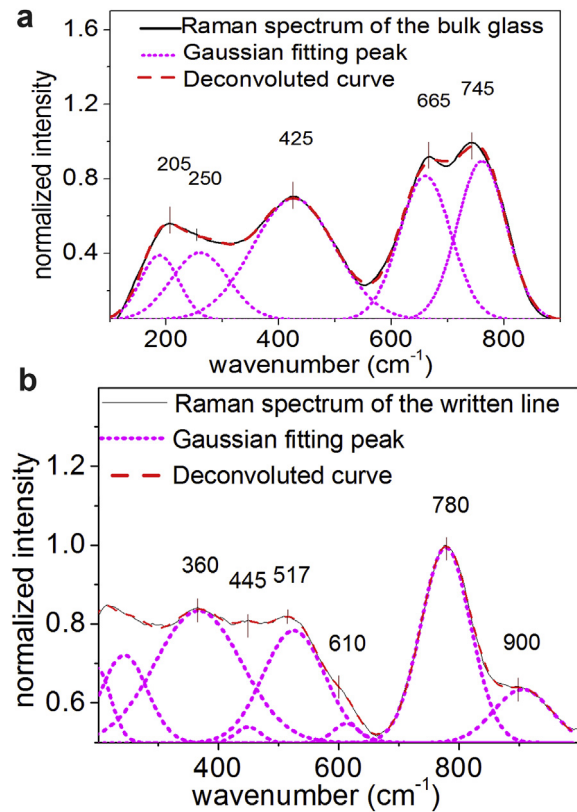 a
Raman spectrum of the bulk glass
Gaussian fitting peak
Deconvoluted curve
1.6
1.2
0.8
0.4
normalized intensity
205
250
425
665
745
200 400 600 800
wavenumber (cm⁻¹)
b
Raman spectrum of the written line
Gaussian fitting peak
Deconvoluted curve
1.2
1.0
0.8
0.6
normalized intensity
360
445
517
610
780
900
400 600 800
wavenumber (cm⁻¹)